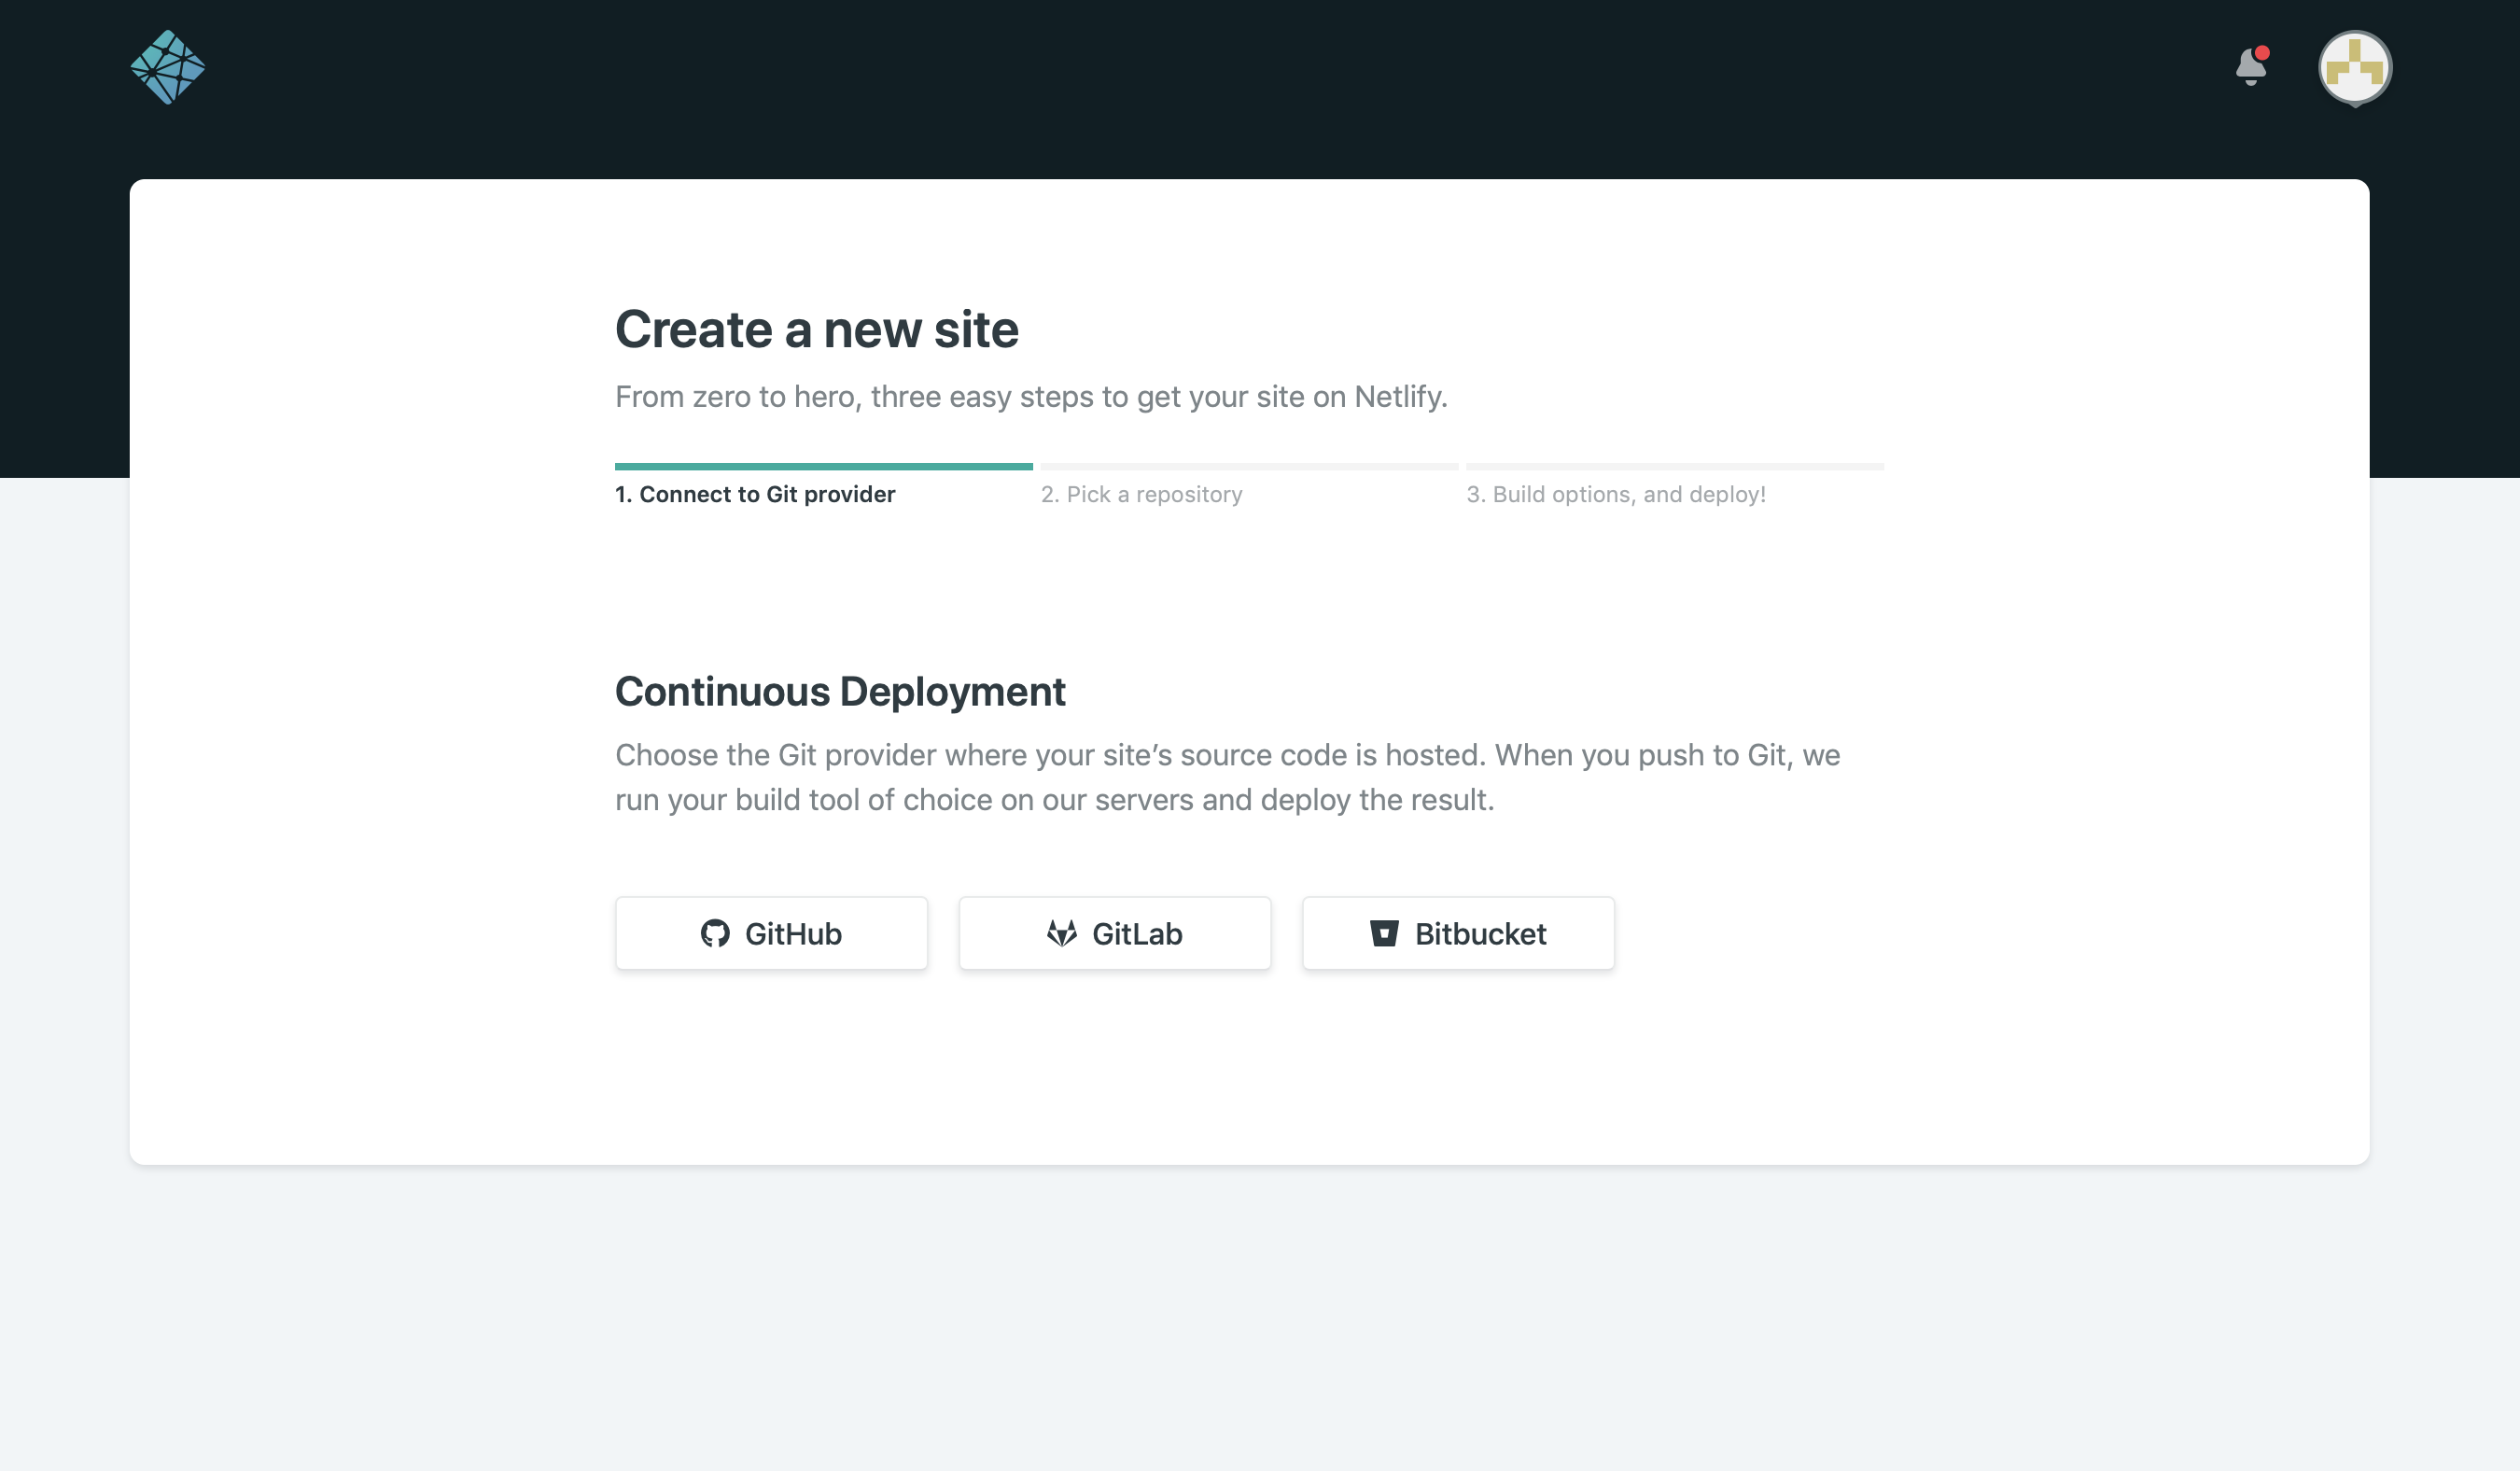 Create a new site
From zero to hero, three easy steps to get your site on Netlify.
1. Connect to Git provider
2. Pick a repository
3. Build options, and deploy!
Continuous Deployment
Choose the Git provider where your site’s source code is hosted. When you push to Git, we
run your build tool of choice on our servers and deploy the result.
GitHub
GitLab
Bitbucket